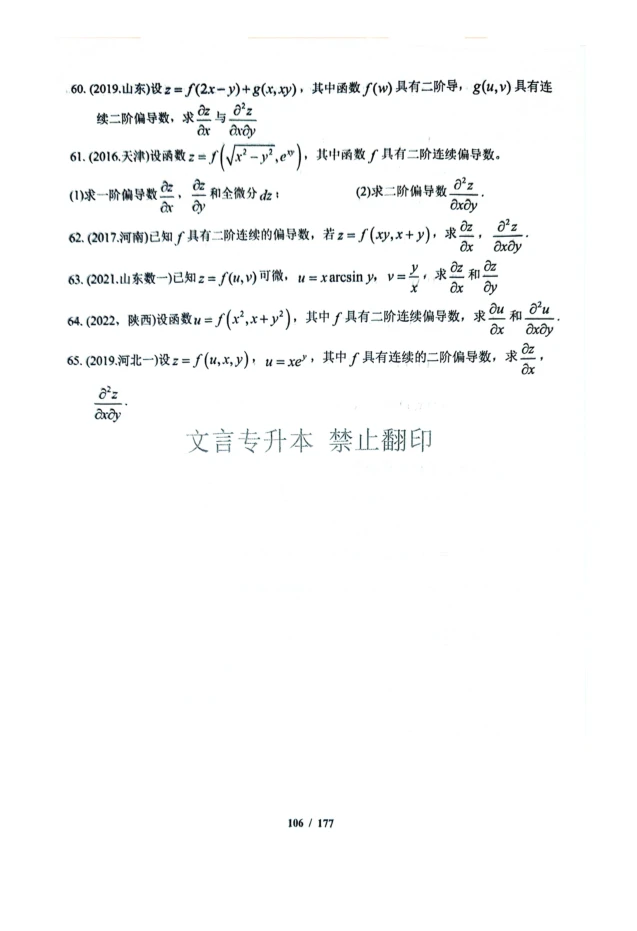 60. (2019.山东)设 z = f(2x−y)+g(x,xy)，其中函数 f(w) 具有二阶导，g(u,v) 具有连
续二阶偏导数，求 ∂z/∂x 与 ∂²z/∂x∂y
61. (2016.天津)设函数 z = f(√(x²−y²),e^{xy})，其中函数 f 具有二阶连续偏导数。
(1)求一阶偏导数 ∂z/∂x，∂z/∂y 和全微分 dz； (2)求二阶偏导数 ∂²z/∂x∂y.
62. (2017.河南)已知 f 具有二阶连续的偏导数，若 z = f(xy,x+y)，求 ∂z/∂x，∂²z/∂x∂y.
63. (2021.山东数一)已知 z = f(u,v) 可微，u = x arcsin y，v = y/x，求 ∂z/∂x 和 ∂z/∂y.
64. (2022，陕西)设函数 u = f(x²,x+y²)，其中 f 具有二阶连续偏导数，求 ∂u/∂x 和 ∂²u/∂x∂y.
65. (2019.河北一)设 z = f(u,x,y)，u = xe^y，其中 f 具有连续的二阶偏导数，求 ∂z/∂x，
∂²z/∂x∂y.
文言专升本 禁止翻印
106 / 177